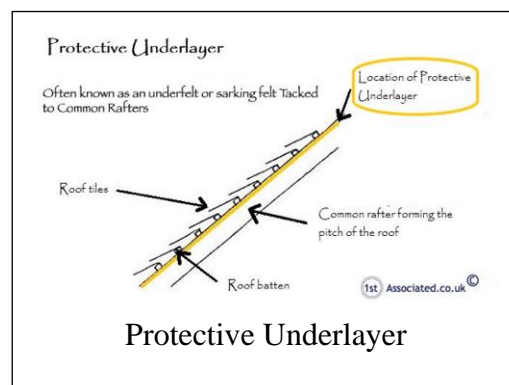 Protective Underlayer
Often known as an underfelt or sarking felt Tacked
to Common Rafters
Location of Protective
Underlayer
Roof tiles
Common rafter forming the
pitch of the roof
Roof batten
1st Associated.co.uk ©
Protective Underlayer